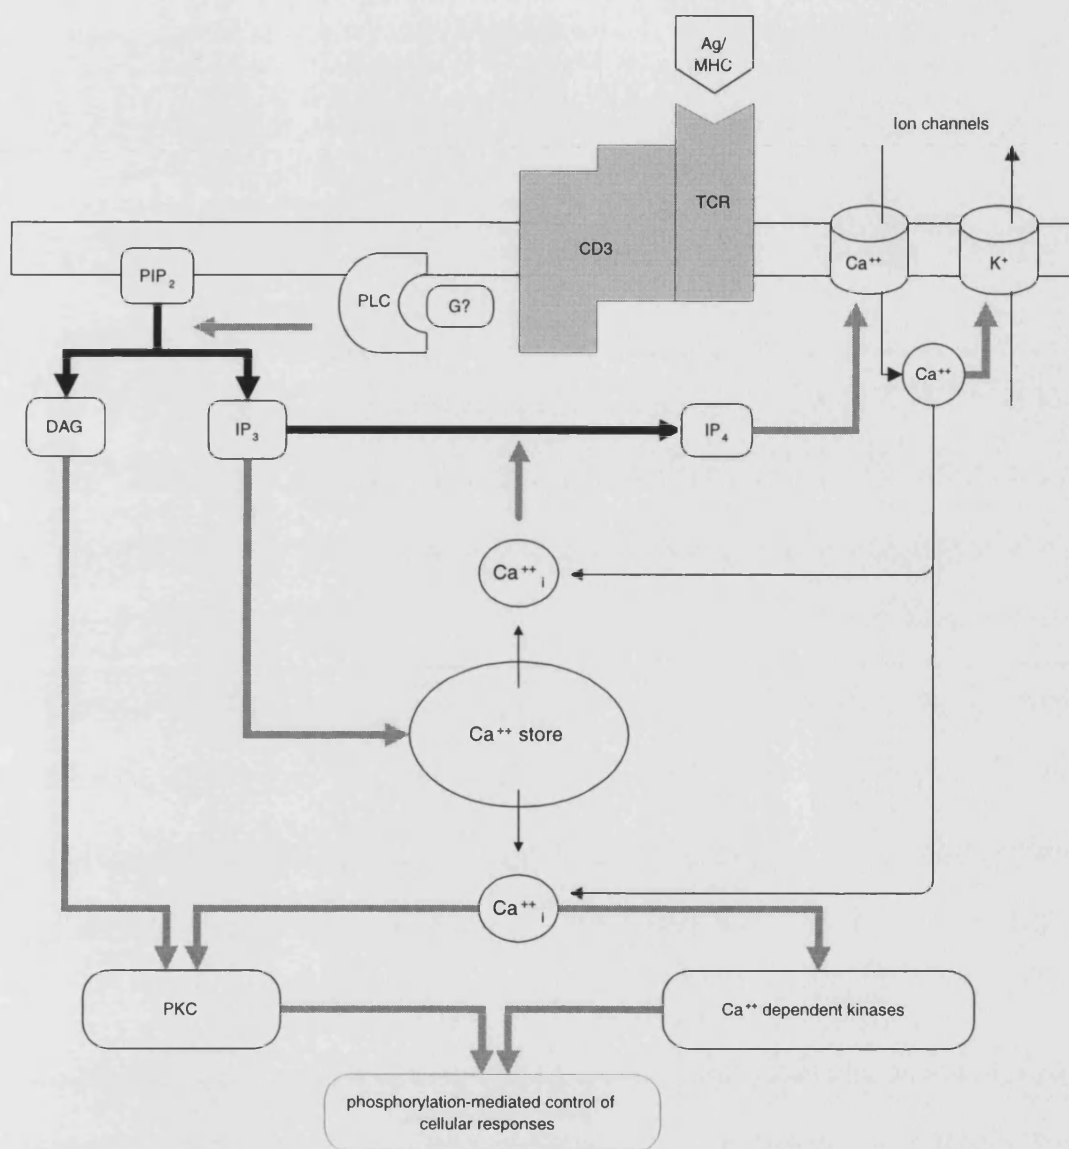 Ag/
MHC
Ion channels
TCR
CD3
Ca⁺⁺
K⁺
PIP₂
PLC
G?
Ca⁺⁺
DAG
IP₃
IP₄
Ca⁺⁺ᵢ
Ca⁺⁺ store
Ca⁺⁺ᵢ
PKC
Ca⁺⁺ dependent kinases
phosphorylation-mediated control of
cellular responses